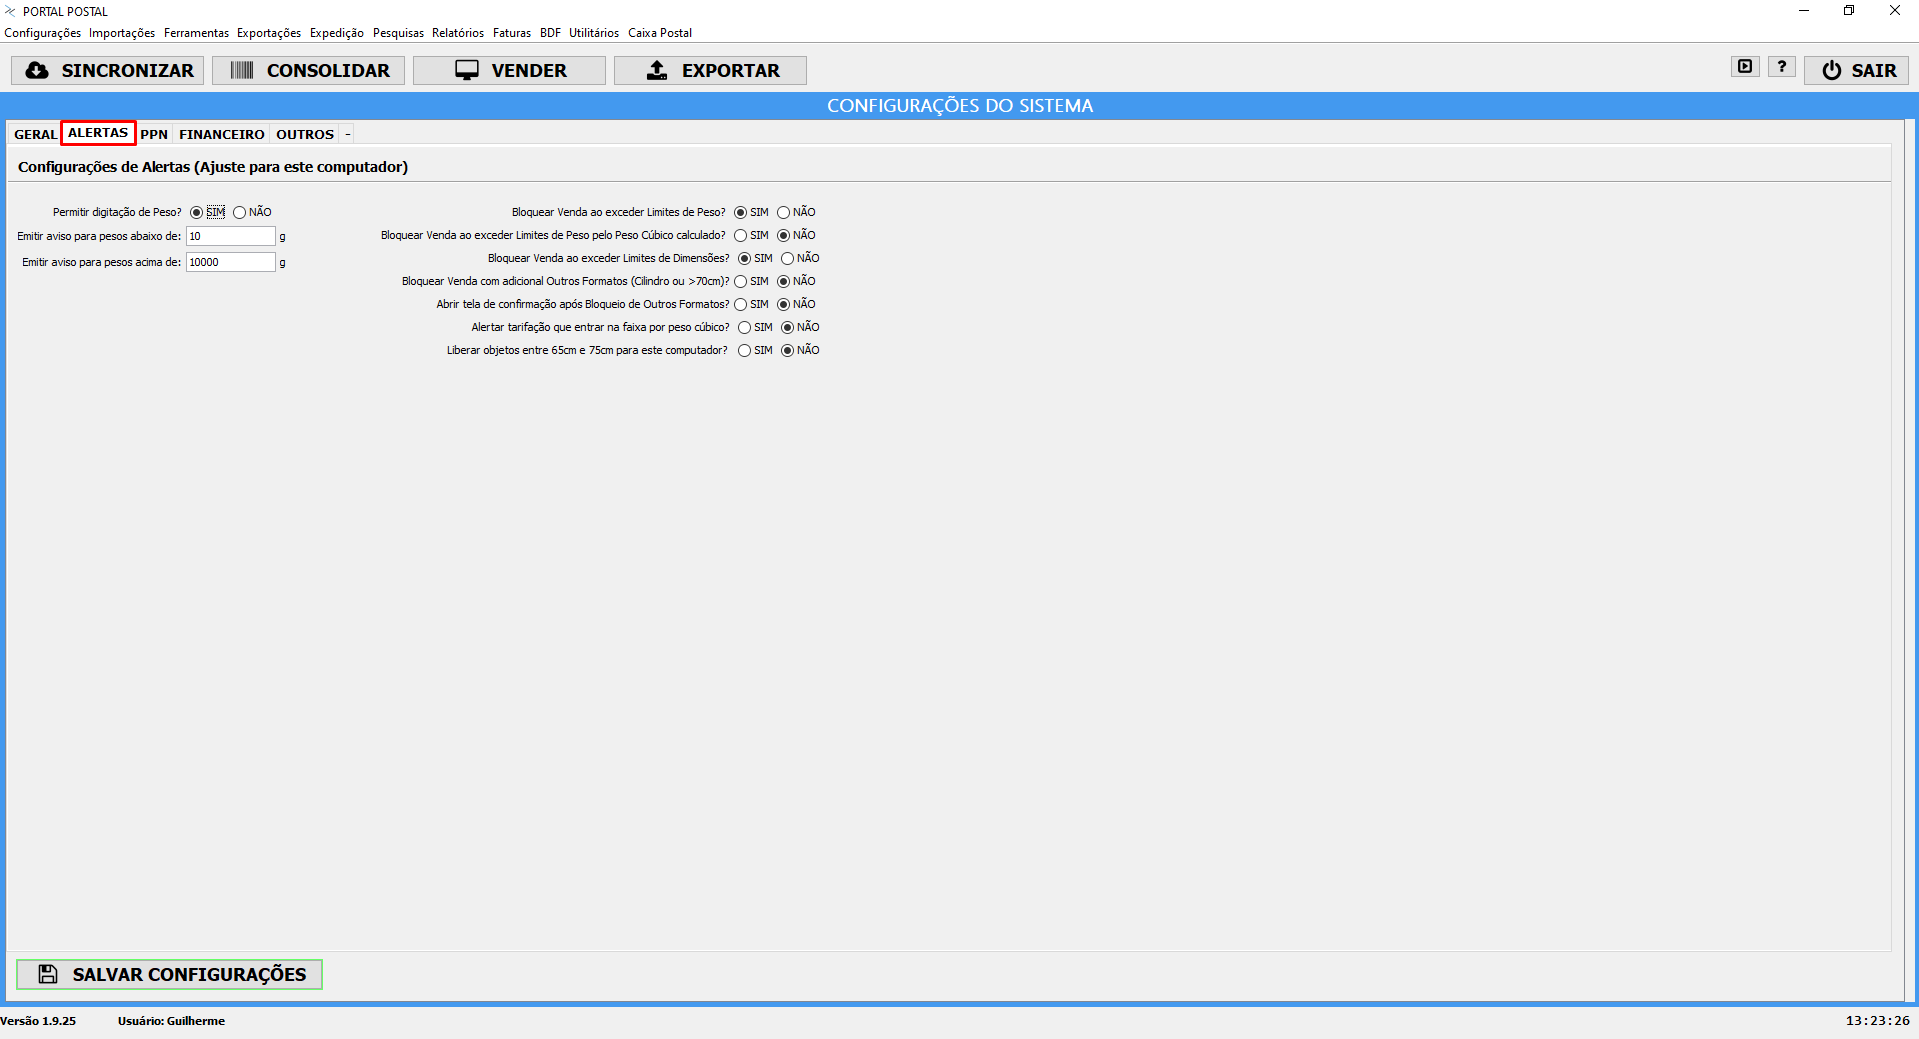 PORTAL POSTAL
Configurações Importações Ferramentas Exportações Expedição Pesquisas Relatórios Faturas BDF Utilitários Caixa Postal
SINCRONIZAR CONSOLIDAR VENDER EXPORTAR ? SAIR
CONFIGURAÇÕES DO SISTEMA
GERAL ALERTAS PPN FINANCEIRO OUTROS -
Configurações de Alertas (Ajuste para este computador)
Permitir digitação de Peso? SIM NÃO
Emitir aviso para pesos abaixo de: 10 g
Emitir aviso para pesos acima de: 10000 g
Bloquear Venda ao exceder Limites de Peso? SIM NÃO
Bloquear Venda ao exceder Limites de Peso pelo Peso Cúbico calculado? SIM NÃO
Bloquear Venda ao exceder Limites de Dimensões? SIM NÃO
Bloquear Venda com adicional Outros Formatos (Cilindro ou >70cm)? SIM NÃO
Abrir tela de confirmação após Bloqueio de Outros Formatos? SIM NÃO
Alertar tarifação que entrar na faixa por peso cúbico? SIM NÃO
Liberar objetos entre 65cm e 75cm para este computador? SIM NÃO
SALVAR CONFIGURAÇÕES
Versão 1.9.25 Usuário: Guilherme 13:23:26